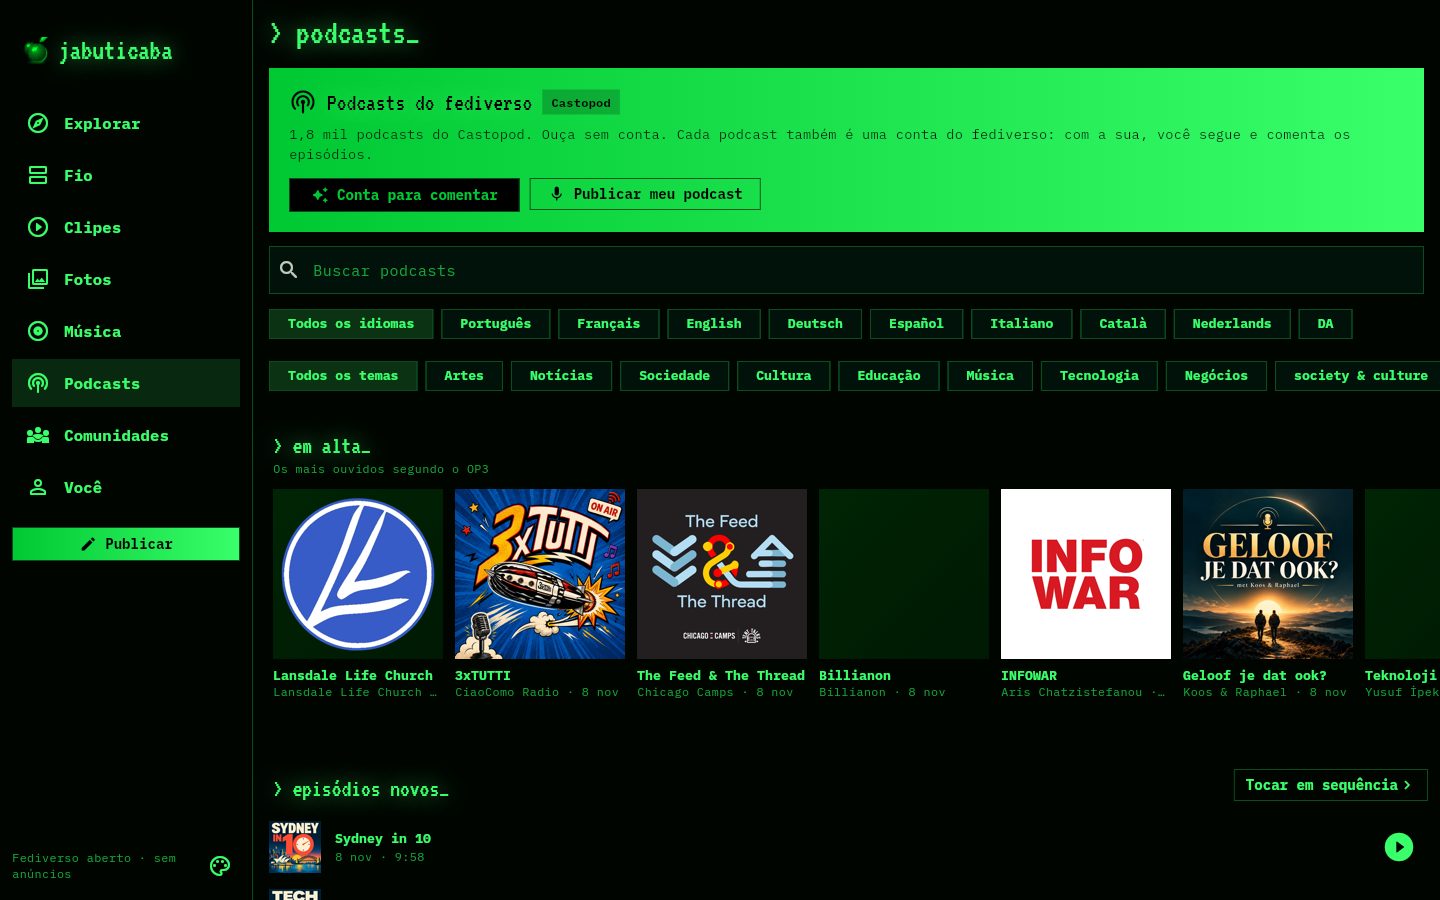 jabuticaba
Explorar
Fio
Clipes
Fotos
Música
Podcasts
Comunidades
Você
Publicar
Fediverso aberto · sem
anúncios
> podcasts_
Podcasts do fediverso Castopod
1,8 mil podcasts do Castopod. Ouça sem conta. Cada podcast também é uma conta do fediverso: com a sua, você segue e comenta os
episódios.
Conta para comentar Publicar meu podcast
Buscar podcasts
Todos os idiomas Português Français English Deutsch Español Italiano Català Nederlands DA
Todos os temas Artes Notícias Sociedade Cultura Educação Música Tecnologia Negócios society & culture
> em alta_
Os mais ouvidos segundo o OP3
3xTUTTI
ON AIR
The Feed
&
The Thread
CHICAGO CAMPS
INFO
WAR
GELOOF
JE DAT OOK?
met Koos & Raphael
Lansdale Life Church 3xTUTTI The Feed & The Thread Billianon INFOWAR Geloof je dat ook? Teknoloji
Lansdale Life Church … CiaoComo Radio · 8 nov Chicago Camps · 8 nov Billianon · 8 nov Aris Chatzistefanou ·… Koos & Raphael · 8 nov Yusuf İpek
> episódios novos_
Tocar em sequência >
SYDNEY
IN 10
Sydney in 10
8 nov · 9:58
TECH